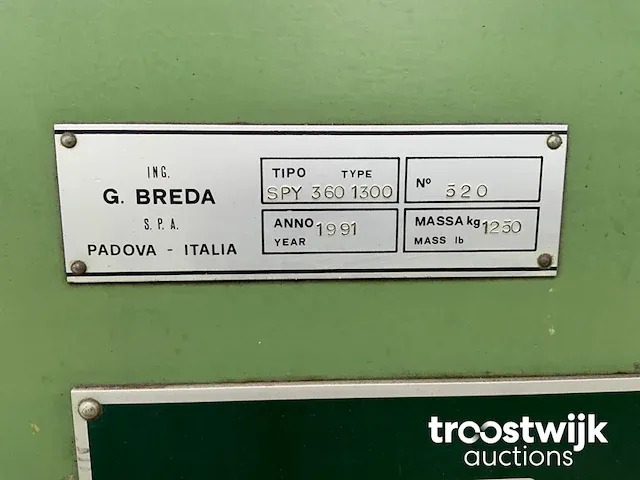 ING.
G. BREDA
S. P. A.
PADOVA - ITALIA
TIPO TYPE
SPY 360 1300
Nº 520
ANNO 1991
YEAR
MASSA kg 1250
MASS lb
troostwijk
auctions